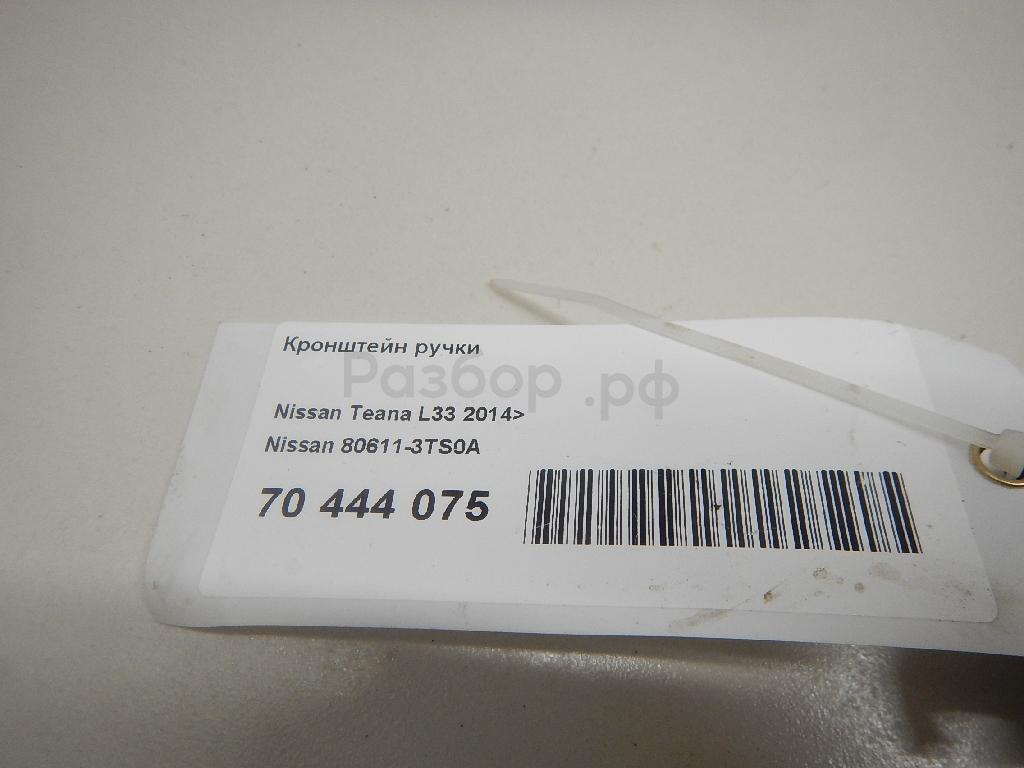 Кронштейн ручки
Разбор .рф
Nissan Teana L33 2014>
Nissan 80611-3TS0A
70 444 075